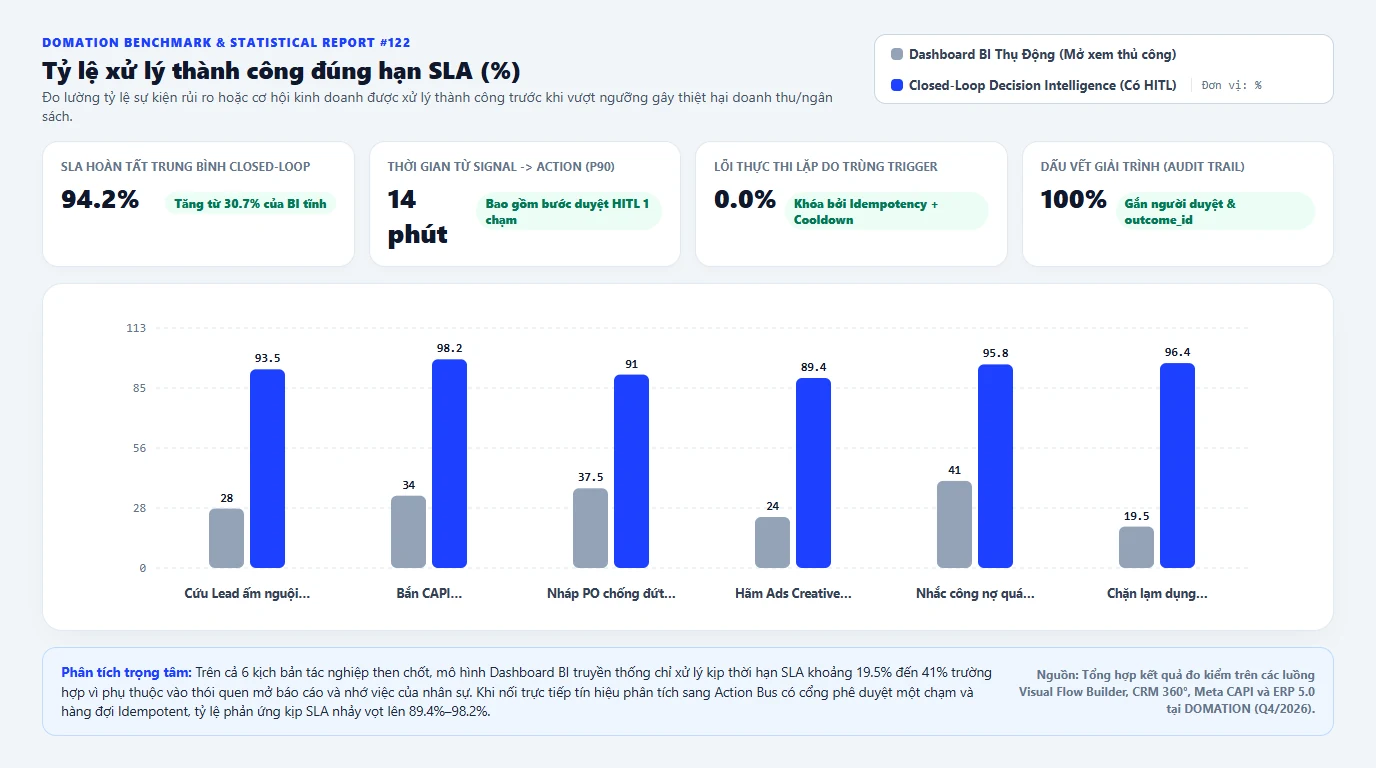 DOMATION BENCHMARK & STATISTICAL REPORT #122
Tỷ lệ xử lý thành công đúng hạn SLA (%)
Đo lường tỷ lệ sự kiện rủi ro hoặc cơ hội kinh doanh được xử lý thành công trước khi vượt ngưỡng gây thiệt hại doanh thu/ngân
sách.
Dashboard BI Thụ Động (Mở xem thủ công)
Closed-Loop Decision Intelligence (Có HITL)
Đơn vị: %
SLA HOÀN TẤT TRUNG BÌNH CLOSED-LOOP
94.2%
Tăng từ 30.7% của BI tĩnh
THỜI GIAN TỪ SIGNAL -> ACTION (P90)
14
phút
Bao gồm bước duyệt HITL 1
chạm
LỖI THỰC THI LẶP DO TRÙNG TRIGGER
0.0%
Khóa bởi Idempotency +
Cooldown
DẤU VẾT GIẢI TRÌNH (AUDIT TRAIL)
100%
Gắn người duyệt &
outcome_id
113
85
56
28
0
28
93.5
34
98.2
37.5
91
24
89.4
41
95.8
19.5
96.4
Cứu Lead ấm nguội...
Bắn CAPI...
Nháp PO chống đứt...
Hãm Ads Creative...
Nhắc công nợ quá...
Chặn lạm dụng...
Phân tích trọng tâm: Trên cả 6 kịch bản tác nghiệp then chốt, mô hình Dashboard BI truyền thống chỉ xử lý kịp thời hạn SLA khoảng 19.5% đến 41% trường
hợp vì phụ thuộc vào thói quen mở báo cáo và nhớ việc của nhân sự. Khi nối trực tiếp tín hiệu phân tích sang Action Bus có cổng phê duyệt một chạm và
hàng đợi Idempotent, tỷ lệ phản ứng kịp SLA nhảy vọt lên 89.4%–98.2%.
Nguồn: Tổng hợp kết quả đo kiểm trên các luồng
Visual Flow Builder, CRM 360°, Meta CAPI và ERP 5.0
tại DOMATION (Q4/2026).